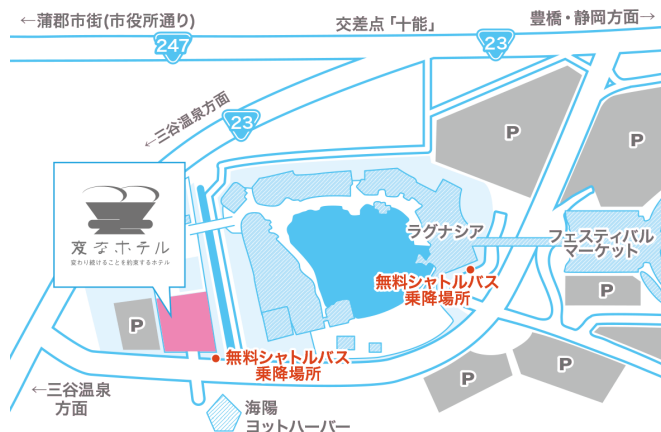 ←蒲郡市街(市役所通り)
交差点「十能」
豊橋・静岡方面→
247
23
←三谷温泉方面
23
P
P
変なホテル
変わり続けることを約束するホテル
ラグナシア
フェスティバル
マーケット
無料シャトルバス
乗降場所
P
P
無料シャトルバス
乗降場所
P
P
←三谷温泉
方面
海陽
ヨットハーバー